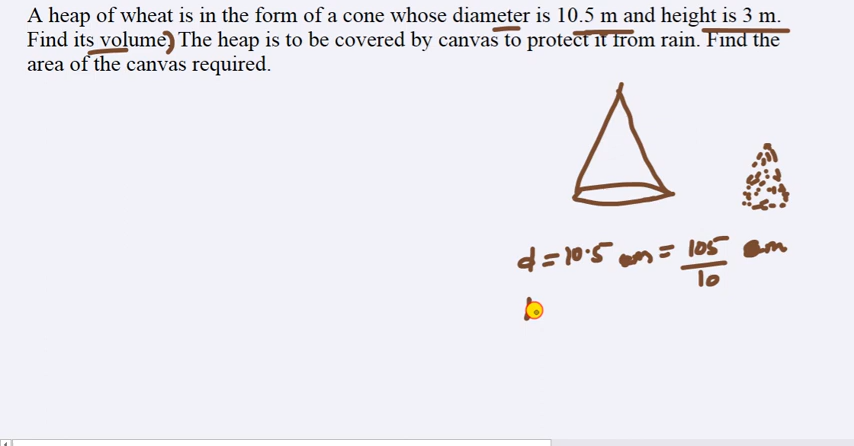 A heap of wheat is in the form of a cone whose diameter is 10.5 m and height is 3 m.
Find its volume. The heap is to be covered by canvas to protect it from rain. Find the
area of the canvas required.
d = 10.5 m = 105/10 m